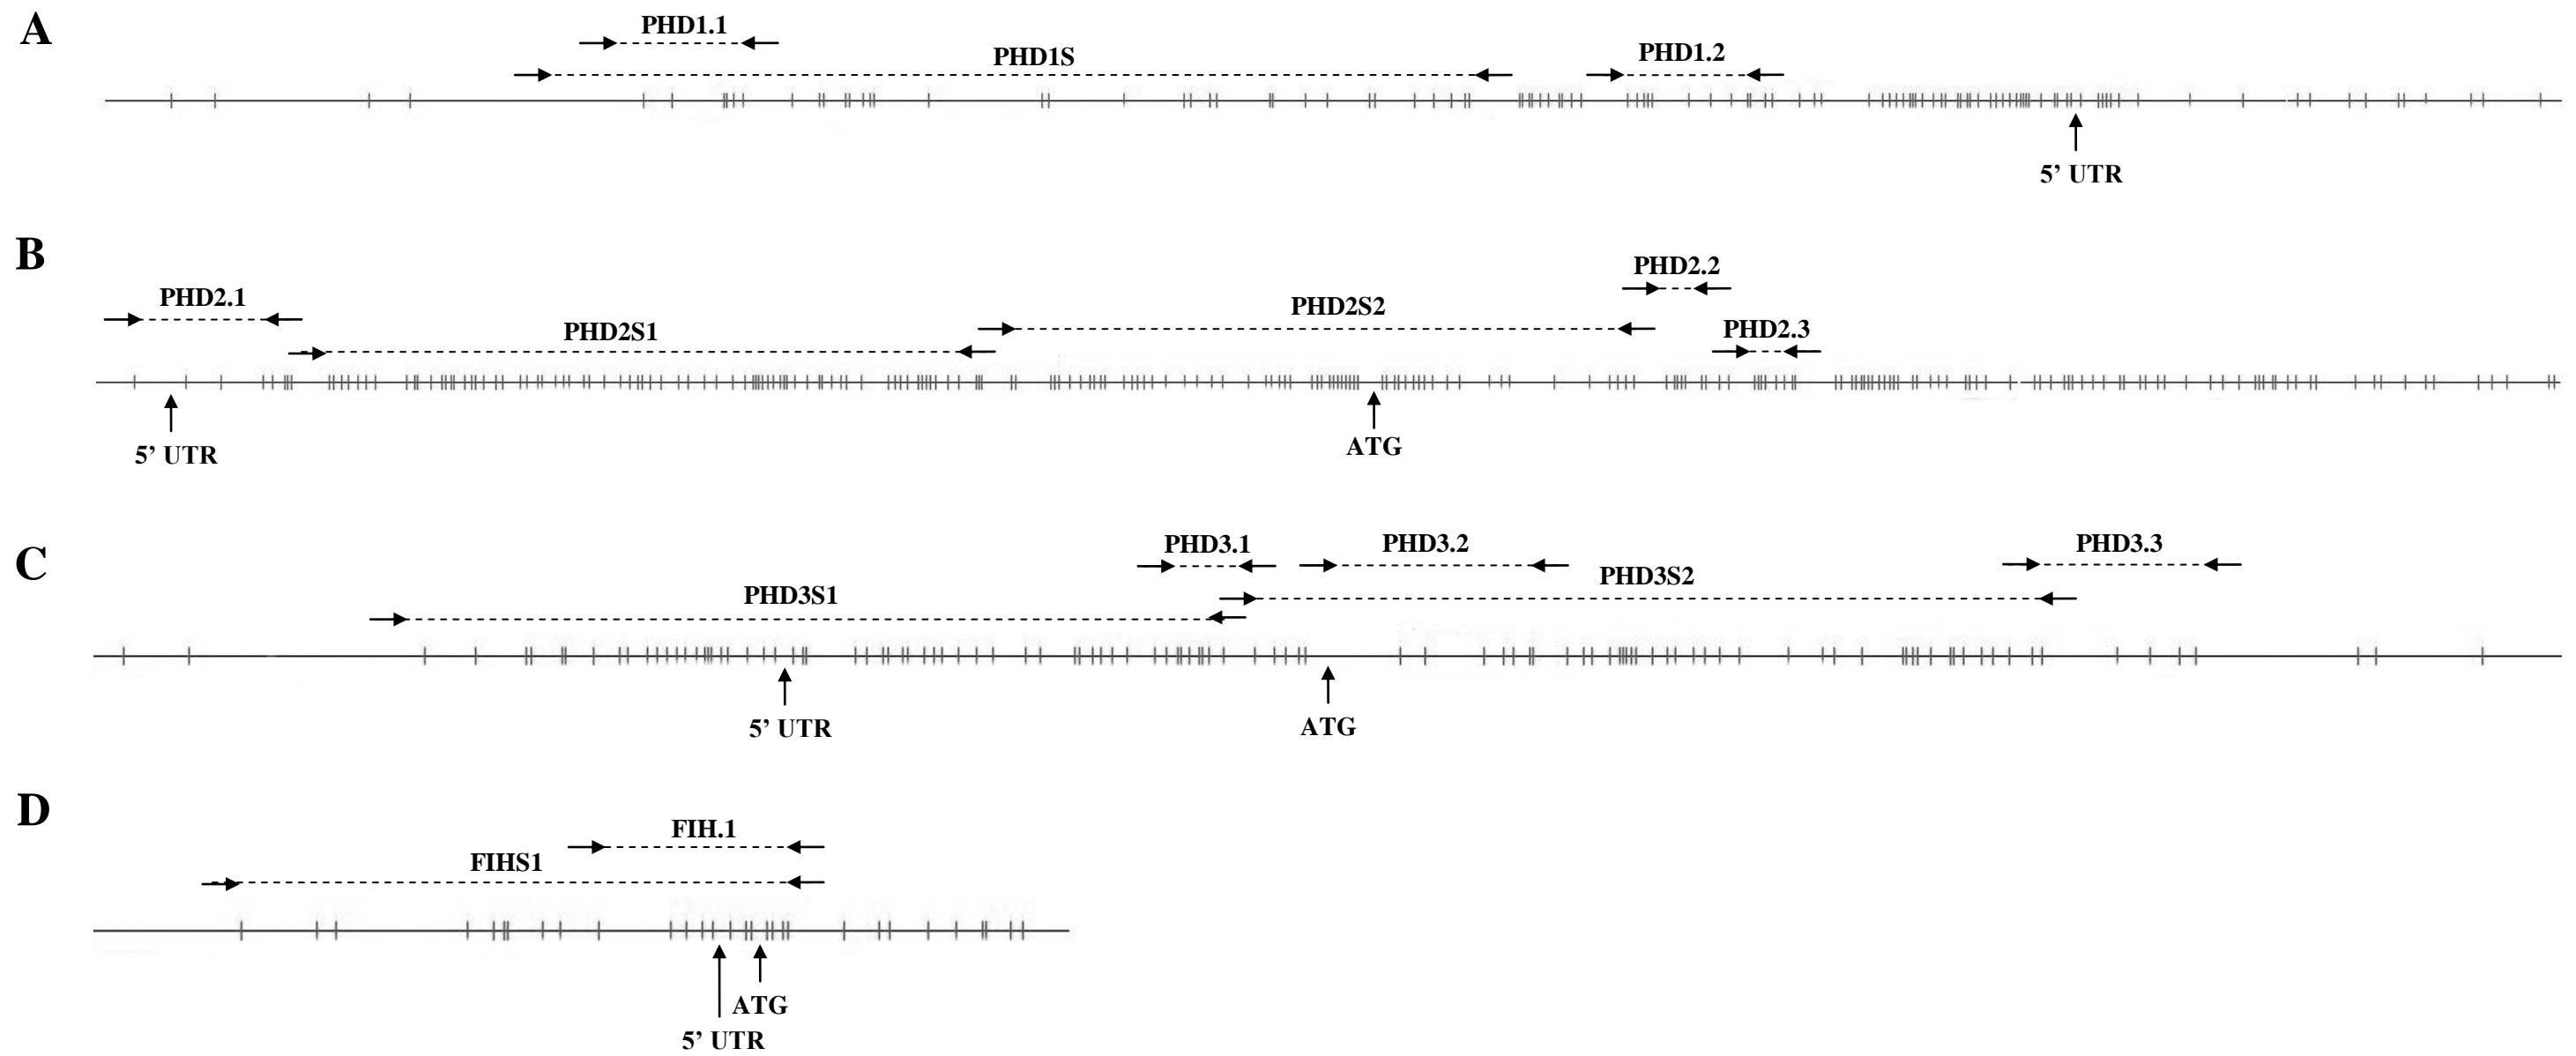 A
PHD1.1
PHD1S
PHD1.2
5’ UTR
B
PHD2.1
PHD2S1
PHD2S2
PHD2.2
PHD2.3
5’ UTR
ATG
C
PHD3S1
PHD3.1
PHD3.2
PHD3S2
PHD3.3
5’ UTR
ATG
D
FIH.1
FIHS1
ATG
5’ UTR